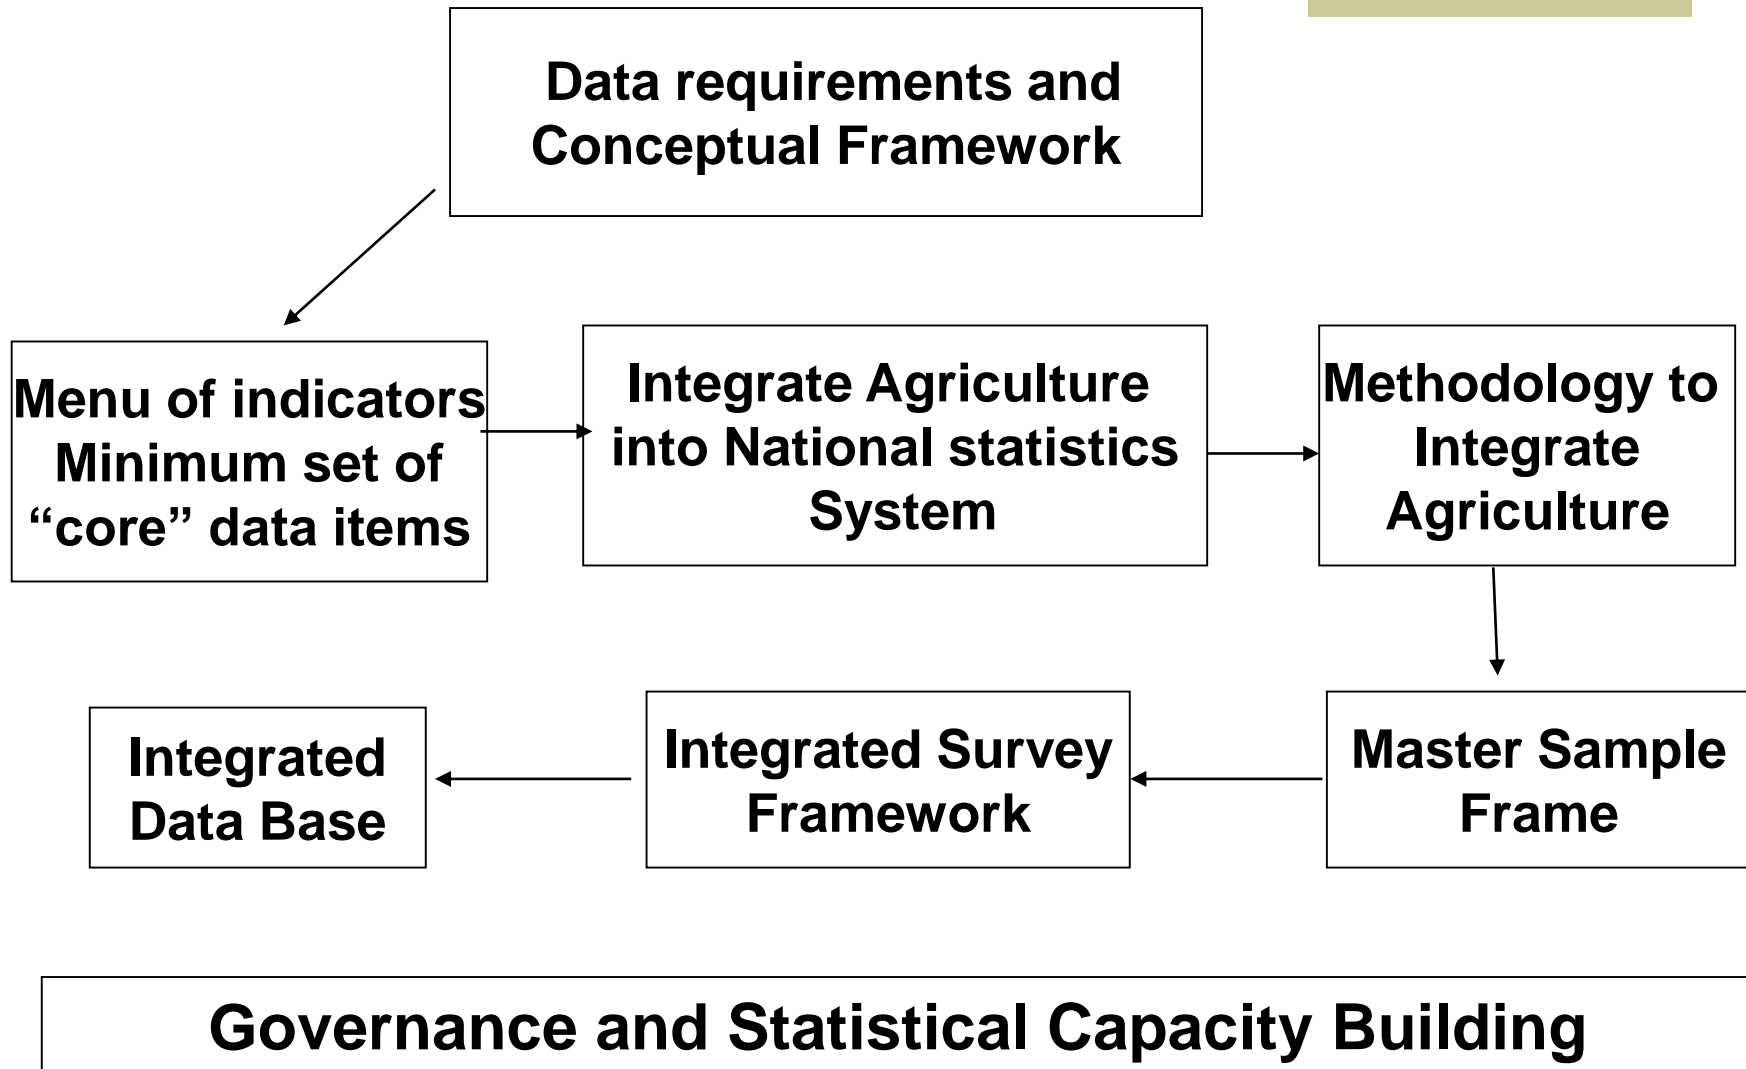 Data requirements and
Conceptual Framework
Menu of indicators
Minimum set of
“core” data items
Integrate Agriculture
into National statistics
System
Methodology to
Integrate
Agriculture
Master Sample
Frame
Integrated Survey
Framework
Integrated
Data Base
Governance and Statistical Capacity Building